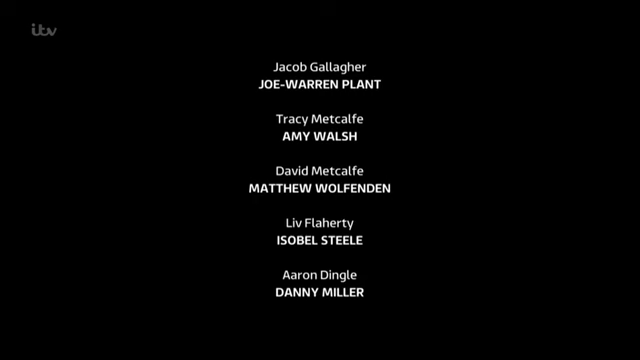 itv
Jacob Gallagher
JOE-WARREN PLANT
Tracy Metcalfe
AMY WALSH
David Metcalfe
MATTHEW WOLFENDEN
Liv Flaherty
ISOBEL STEELE
Aaron Dingle
DANNY MILLER